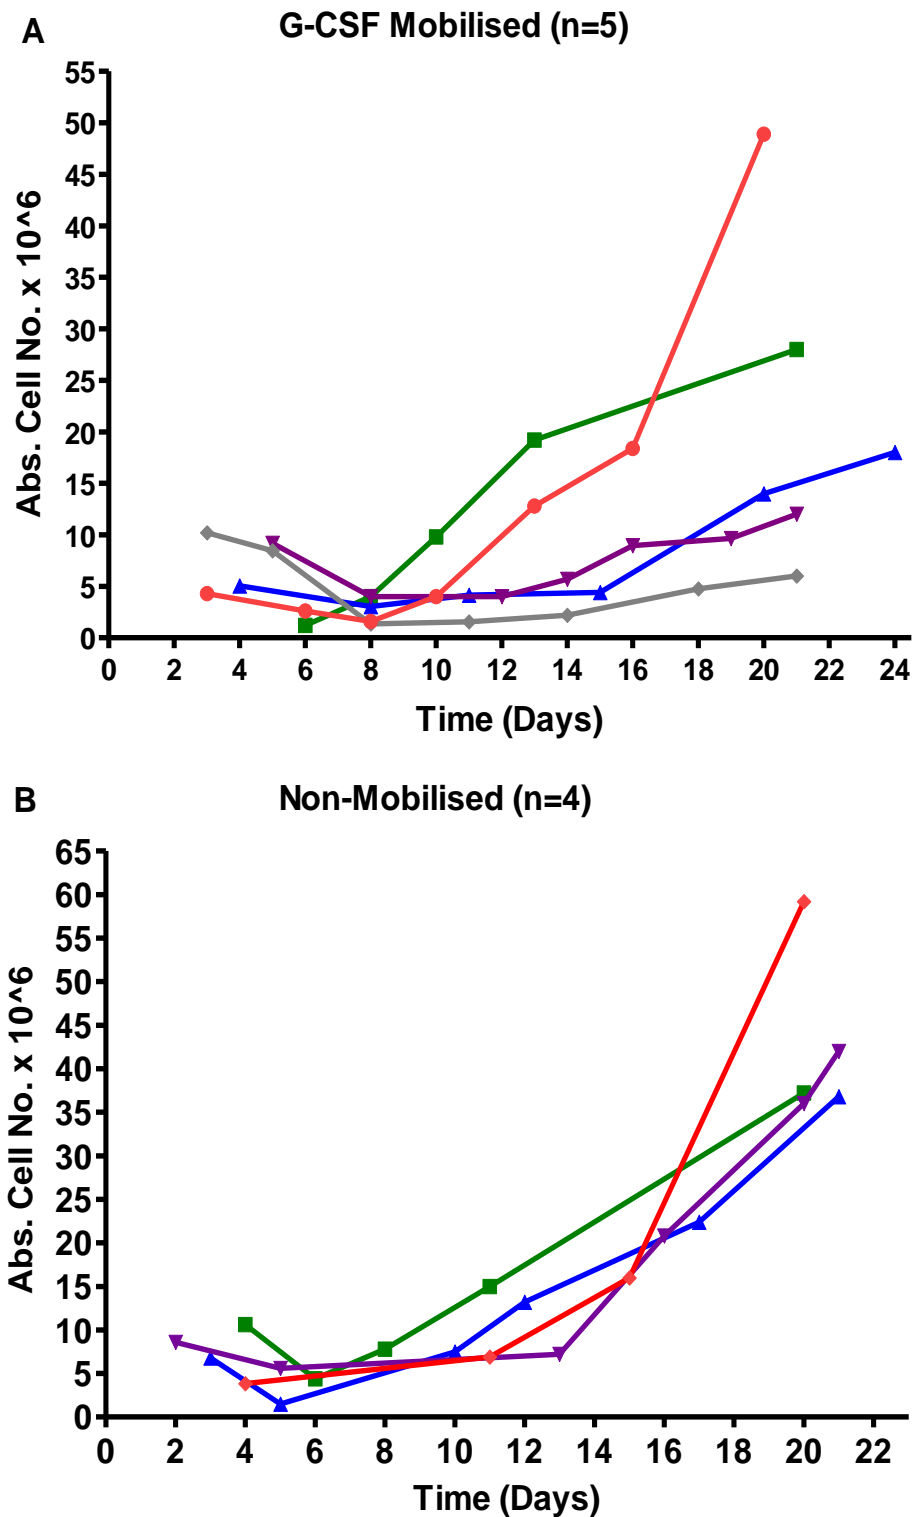 A
G-CSF Mobilised (n=5)
55
50
45
40
35
30
25
20
15
10
5
0
Abs. Cell No. x 10^6
0 2 4 6 8 10 12 14 16 18 20 22 24
Time (Days)
B
Non-Mobilised (n=4)
65
60
55
50
45
40
35
30
25
20
15
10
5
0
Abs. Cell No. x 10^6
0 2 4 6 8 10 12 14 16 18 20 22
Time (Days)